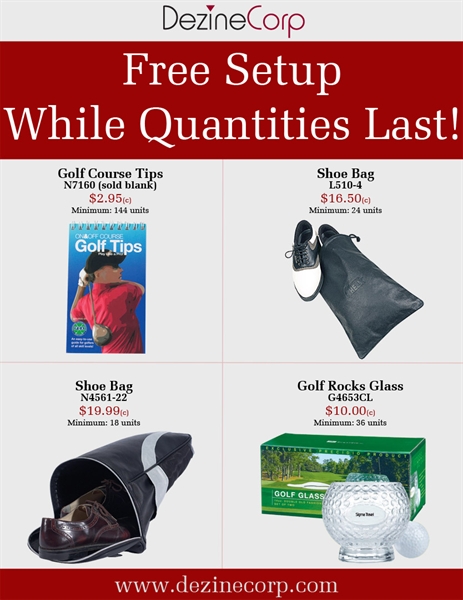 DezineCorp
Free Setup
While Quantities Last!
Golf Course Tips
N7160 (sold blank)
$2.95(c)
Minimum: 144 units
ON&OFF COURSE
Golf Tips
Shoe Bag
L510-4
$16.50(c)
Minimum: 24 units
Shoe Bag
N4561-22
$19.99(c)
Minimum: 18 units
Golf Rocks Glass
G4653CL
$10.00(c)
Minimum: 36 units
GOLF GLASS
www.dezinecorp.com